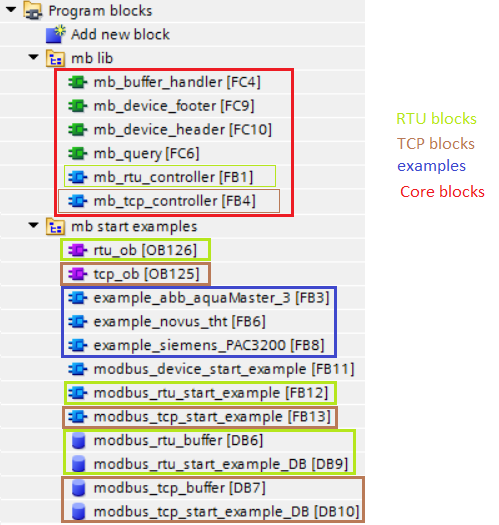 Program blocks
Add new block
mb lib
mb_buffer_handler [FC4]
mb_device_footer [FC9]
mb_device_header [FC10]
mb_query [FC6]
mb_rtu_controller [FB1]
mb_tcp_controller [FB4]
mb start examples
rtu_ob [OB126]
tcp_ob [OB125]
example_abb_aquaMaster_3 [FB3]
example_novus_tht [FB6]
example_siemens_PAC3200 [FB8]
modbus_device_start_example [FB11]
modbus_rtu_start_example [FB12]
modbus_tcp_start_example [FB13]
modbus_rtu_buffer [DB6]
modbus_rtu_start_example_DB [DB9]
modbus_tcp_buffer [DB7]
modbus_tcp_start_example_DB [DB10]
RTU blocks
TCP blocks
examples
Core blocks